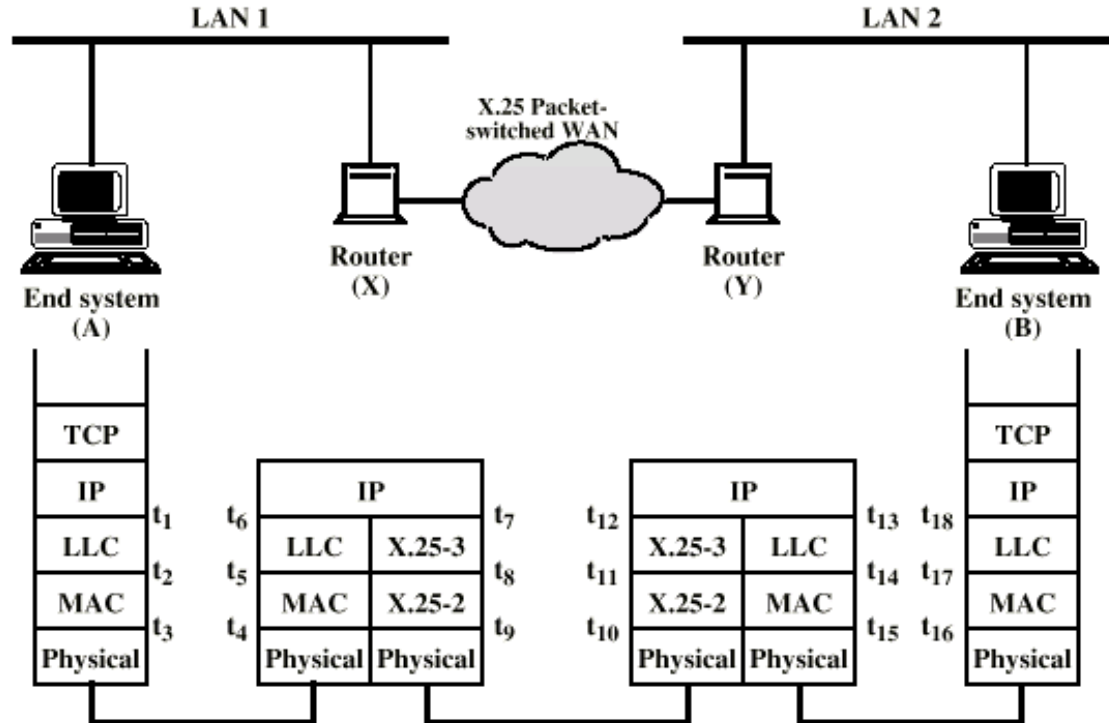 LAN 1
LAN 2
X.25 Packet-
switched WAN
Router
(X)
Router
(Y)
End system
(A)
End system
(B)
TCP
TCP
IP
IP
IP
IP
t1
t6
t7
t12
t13
t18
LLC
LLC
X.25-3
X.25-3
LLC
LLC
t2
t5
t8
t11
t14
t17
MAC
MAC
X.25-2
X.25-2
MAC
MAC
t3
t4
t9
t10
t15
t16
Physical
Physical
Physical
Physical
Physical
Physical